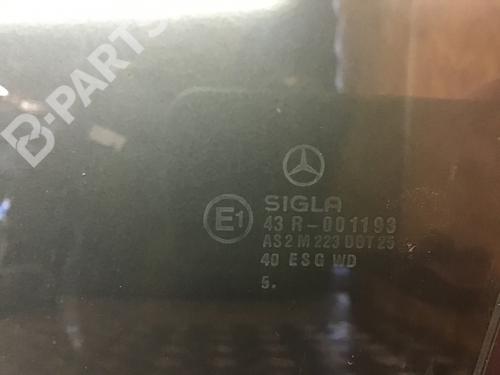 B-PARTS
SIGLA
E1
43 R-001193
AS2 M 223 DOT 25
40 ESG WD
5.